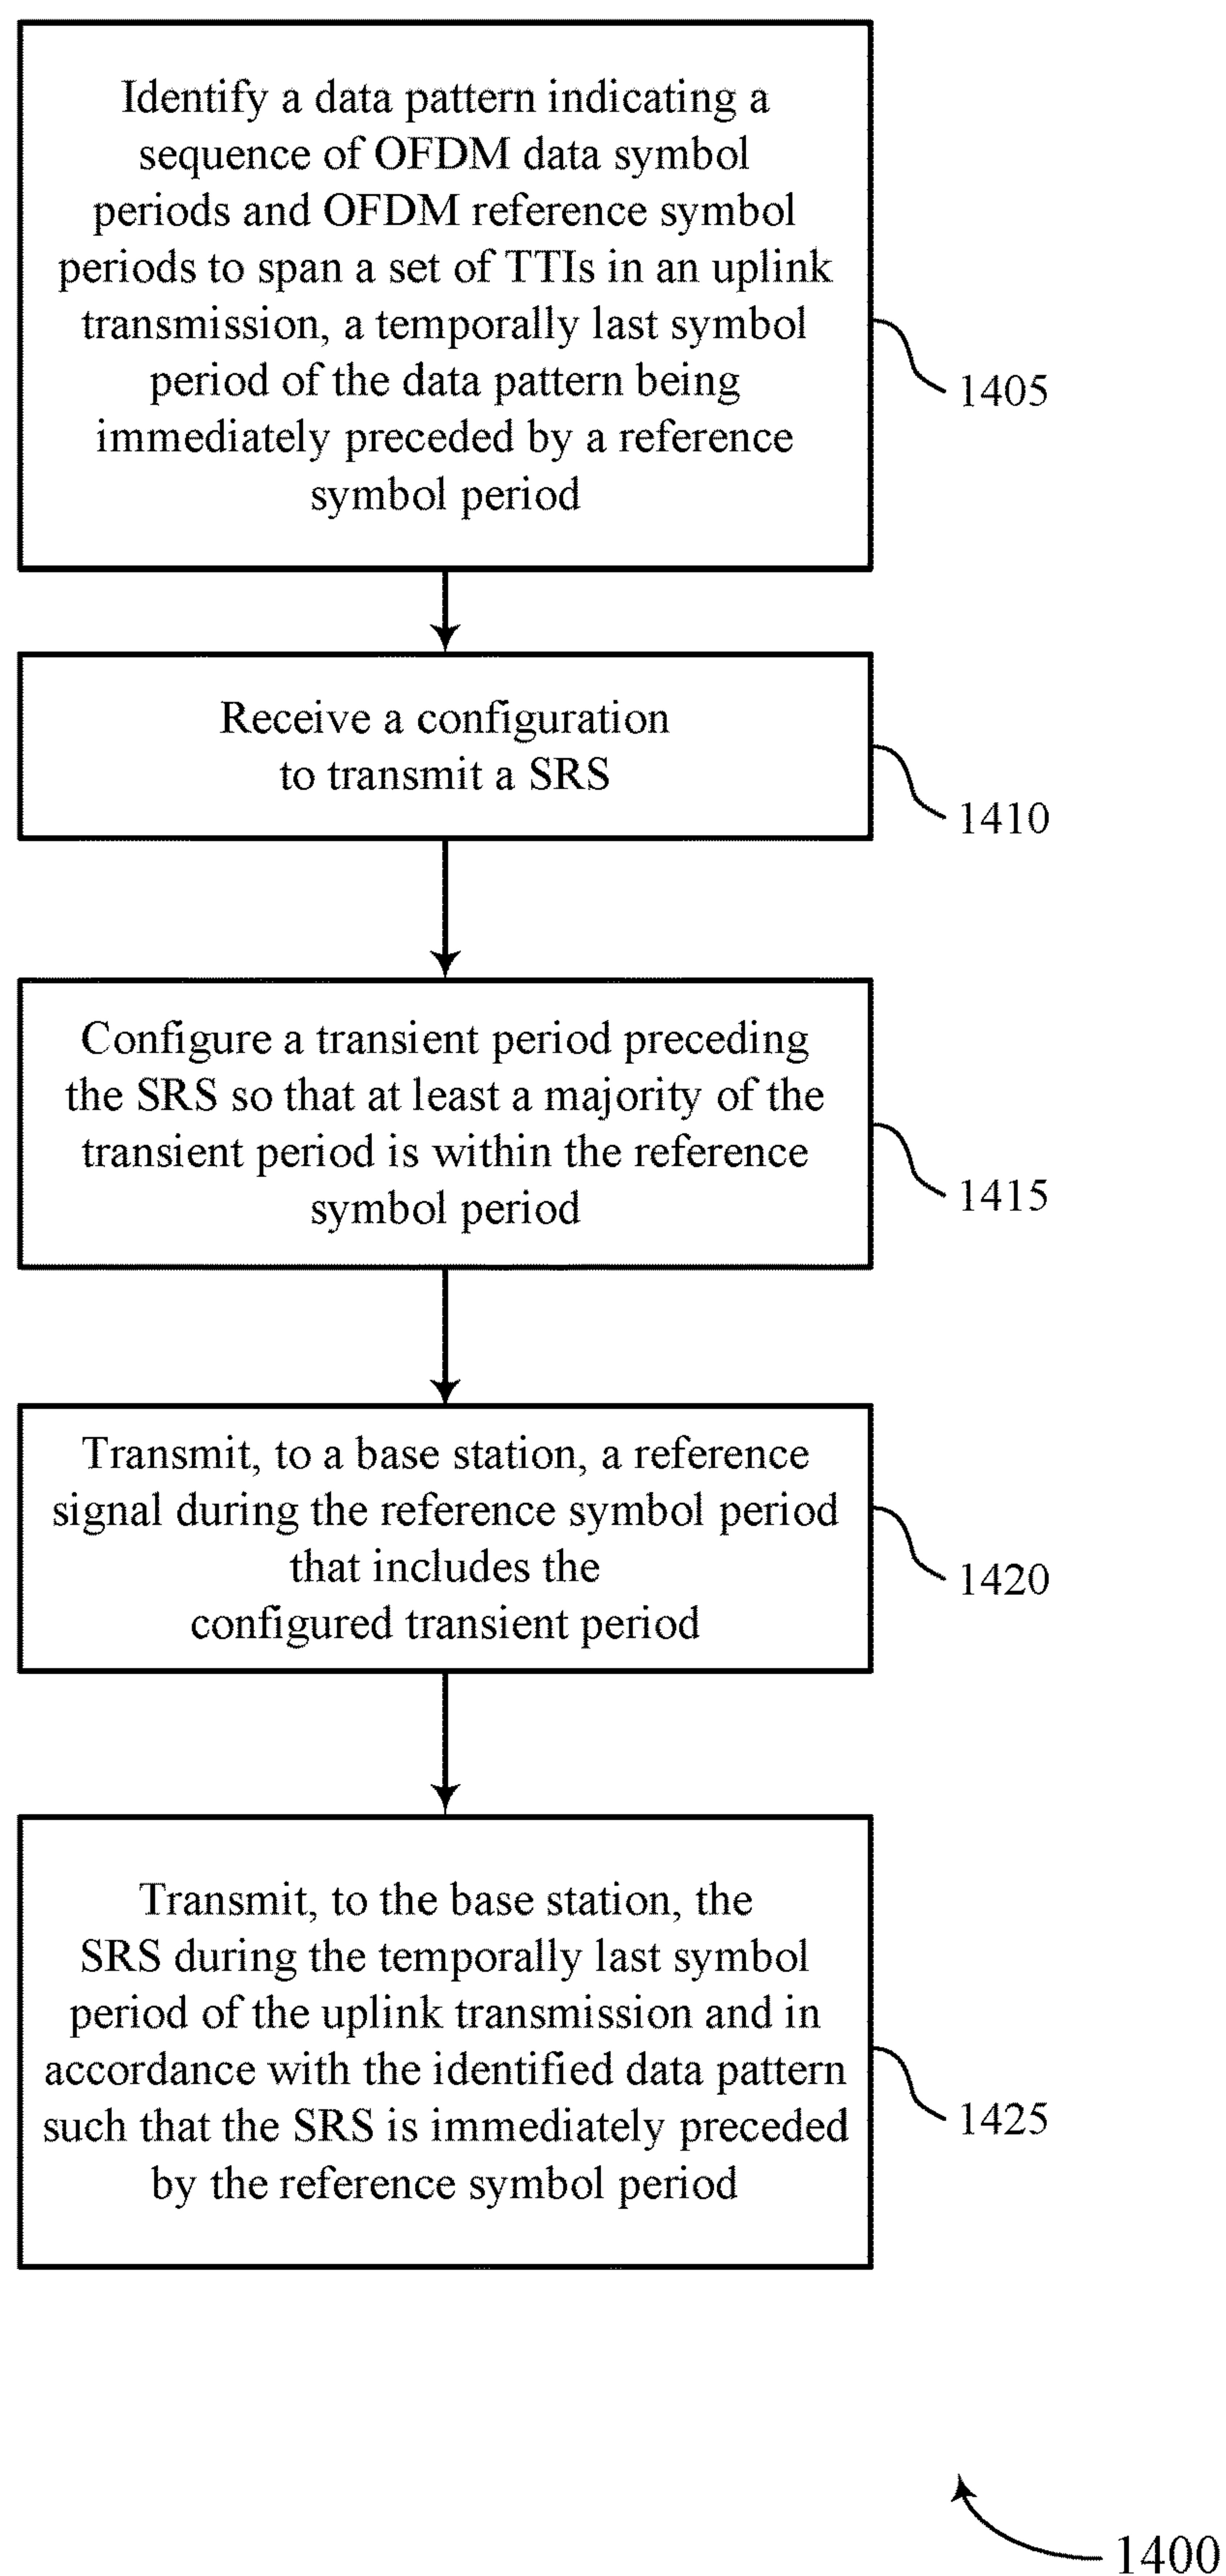 Identify a data pattern indicating a
sequence of OFDM data symbol
periods and OFDM reference symbol
periods to span a set of TTIs in an uplink
transmission, a temporally last symbol
period of the data pattern being
immediately preceded by a reference
symbol period
1405
Receive a configuration
to transmit a SRS
1410
Configure a transient period preceding
the SRS so that at least a majority of the
transient period is within the reference
symbol period
1415
Transmit, to a base station, a reference
signal during the reference symbol period
that includes the
configured transient period
1420
Transmit, to the base station, the
SRS during the temporally last symbol
period of the uplink transmission and in
accordance with the identified data pattern
such that the SRS is immediately preceded
by the reference symbol period
1425
1400